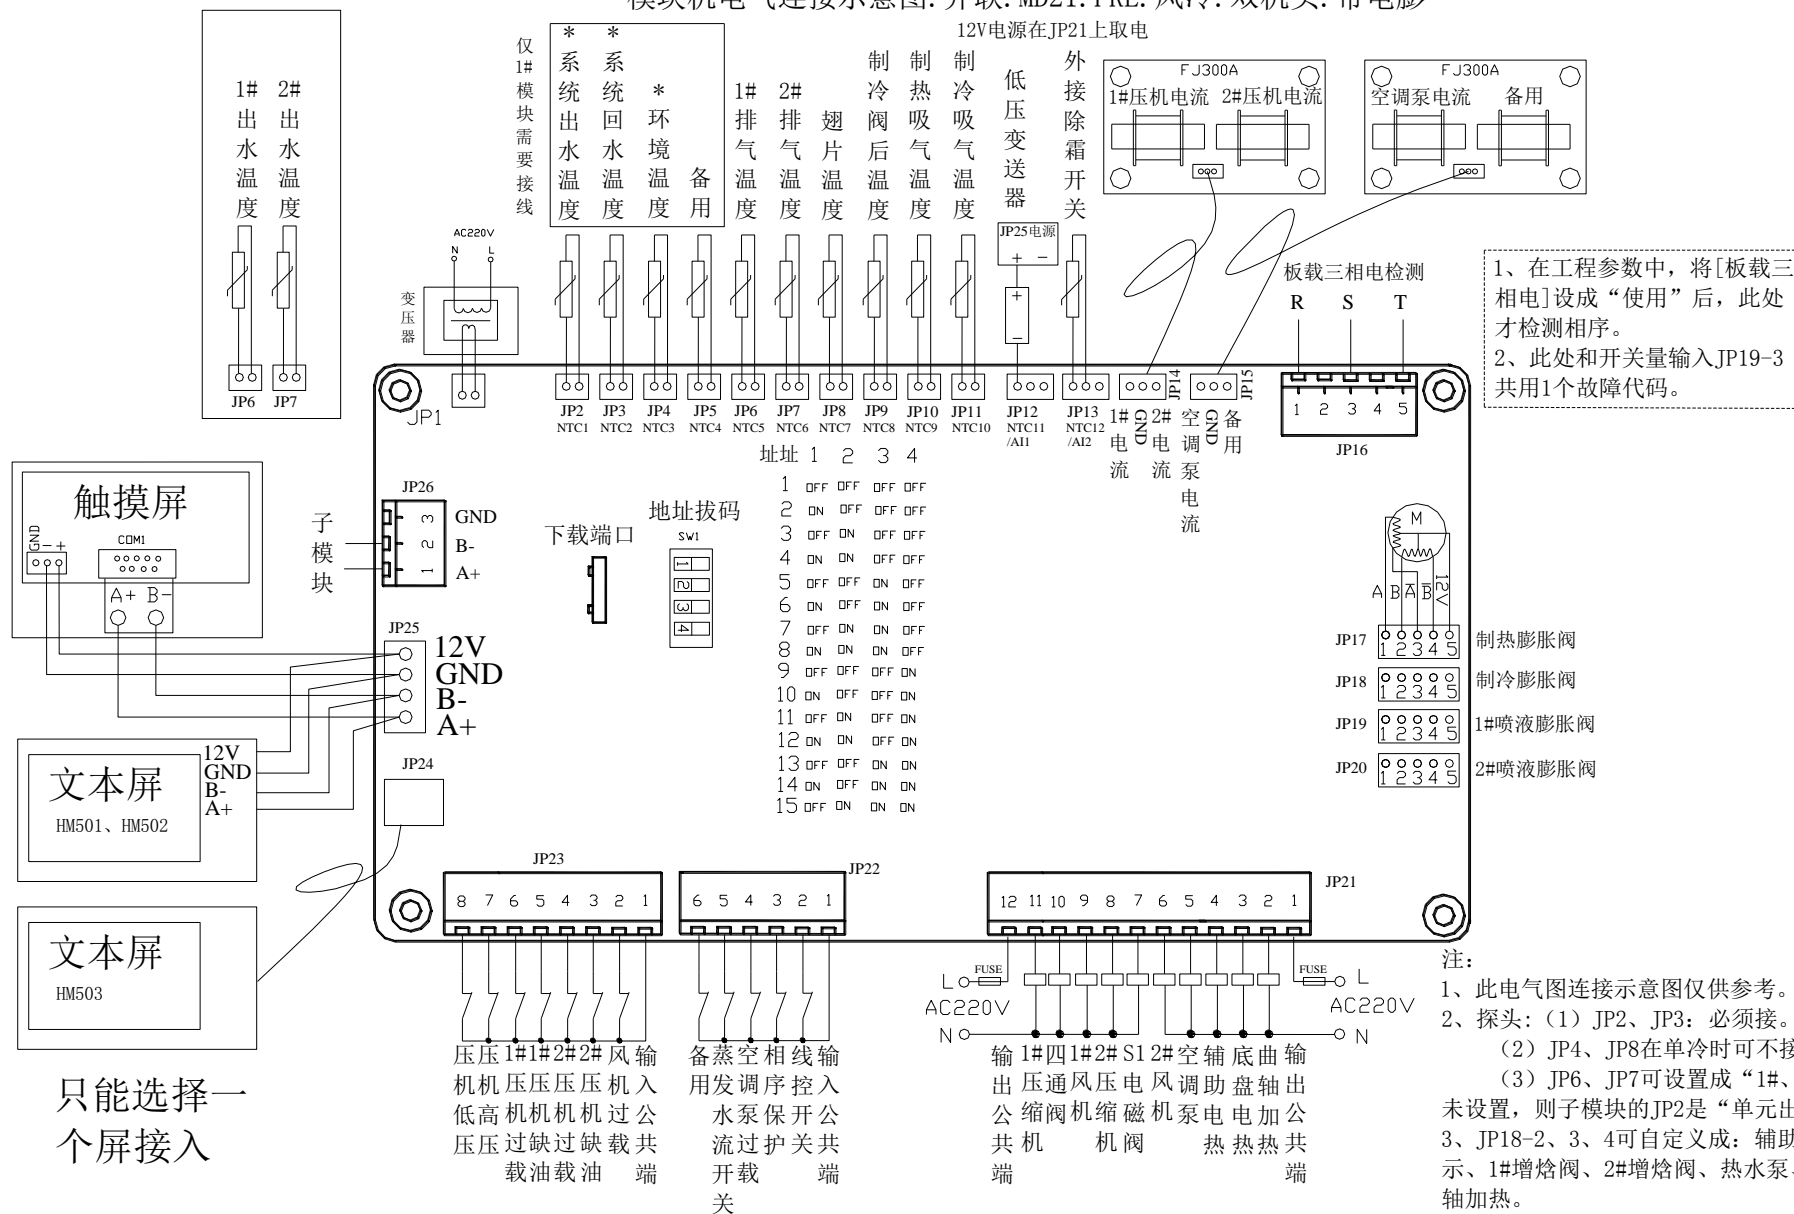 模块机电气连接示意图.并联.MD21.PRE.风冷.双机头.带电膨
12V电源在JP21上取电
1#出水温度
2#出水温度
JP6
JP7
仅1#模块需要接线
*系统出水温度
*系统回水温度
*环境温度
备用
1#排气温度
2#排气温度
翅片温度
制冷阀后温度
制热吸气温度
制冷吸气温度
低压变送器
外接除霜开关
JP25电源
+ -
+
-
FJ300A
1#压机电流 2#压机电流
FJ300A
空调泵电流 备用
AC220V
N L
变压器
板载三相电检测
R S T
1、在工程参数中，将[板载三
相电]设成“使用”后，此处
才检测相序。
2、此处和开关量输入JP19-3
共用1个故障代码。
JP1
JP2 JP3 JP4 JP5 JP6 JP7 JP8 JP9 JP10 JP11 JP12 JP13
NTC1 NTC2 NTC3 NTC4 NTC5 NTC6 NTC7 NTC8 NTC9 NTC10 NTC11/AI1 NTC12/AI2
JP14
1#电流
GND
2#电流
JP15
空调泵电流
GND
备用
1 2 3 4 5
JP16
址址 1 2 3 4
1 OFF OFF OFF OFF
2 ON OFF OFF OFF
3 OFF ON OFF OFF
4 ON ON OFF OFF
5 OFF OFF ON OFF
6 ON OFF ON OFF
7 OFF ON ON OFF
8 ON ON ON OFF
9 OFF OFF OFF ON
10 ON OFF OFF ON
11 OFF ON OFF ON
12 ON ON OFF ON
13 OFF OFF ON ON
14 ON OFF ON ON
15 OFF ON ON ON
触摸屏
GND - +
COM1
A+ B-
子模块
JP26
3 GND
2 B-
1 A+
下载端口
地址拔码
SW1
1
2
3
4
JP25
12V
GND
B-
A+
文本屏
HM501、HM502
12V
GND
B-
A+
JP24
文本屏
HM503
只能选择一
个屏接入
M
A B A B 12V
JP17 1 2 3 4 5 制热膨胀阀
JP18 1 2 3 4 5 制冷膨胀阀
JP19 1 2 3 4 5 1#喷液膨胀阀
JP20 1 2 3 4 5 2#喷液膨胀阀
JP23
8 7 6 5 4 3 2 1
压机低压
压机高压
1#压机过载
1#压机缺油
2#压机过载
2#压机缺油
风机过载
输入公共端
JP22
6 5 4 3 2 1
备用
蒸发水流开关
空调泵过载
相序保护
线控开关
输入公共端
JP21
12 11 10 9 8 7 6 5 4 3 2 1
L FUSE
AC220V
N
FUSE L
AC220V
N
输出公共端
1#压缩机
四通阀
1#风机
2#压缩机
S1电磁阀
2#风机
空调泵
辅助电热
底盘电热
曲轴加热
输出公共端
注：
1、此电气图连接示意图仅供参考。
2、探头:（1）JP2、JP3：必须接。
（2）JP4、JP8在单冷时可不接
（3）JP6、JP7可设置成“1#、
未设置，则子模块的JP2是“单元出
3、JP18-2、3、4可自定义成：辅助
示、1#增焓阀、2#增焓阀、热水泵、
轴加热。